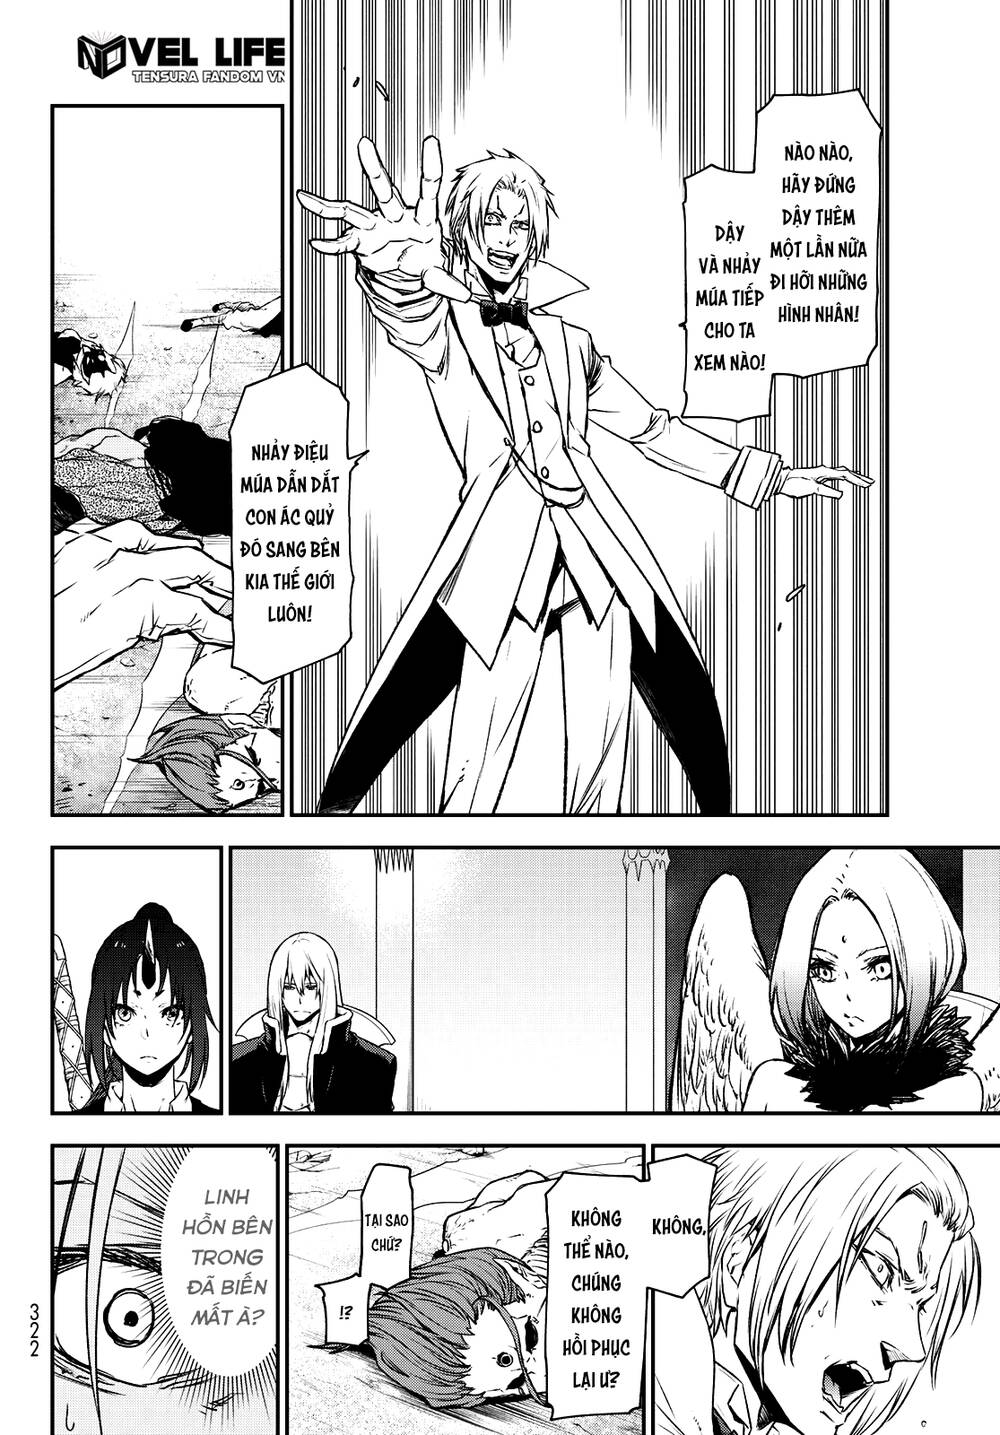 NOVEL LIFE
TENSURA FANDOM VN
NÀO NÀO,
HÃY ĐỨNG
DẬY THÊM
MỘT LẦN NỮA
ĐI HỠI NHỮNG
HÌNH NHÂN!
DẬY
VÀ NHẢY
MÚA TIẾP
CHO TA
XEM NÀO!
NHẢY ĐIỆU
MÚA DẪN DẮT
CON ÁC QUỶ
ĐÓ SANG BÊN
KIA THẾ GIỚI
LUÔN!
KHÔNG,
KHÔNG
THỂ NÀO,
CHÚNG
KHÔNG
HỒI PHỤC
LẠI Ư?
TẠI SAO
CHỨ?
!?
LINH
HỒN BÊN
TRONG
ĐÃ BIẾN
MẤT À?
322